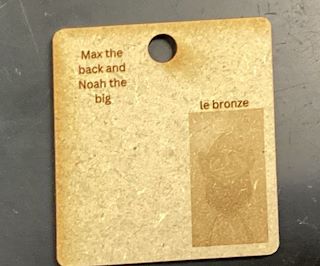 Max the
back and
Noah the
big
le bronze